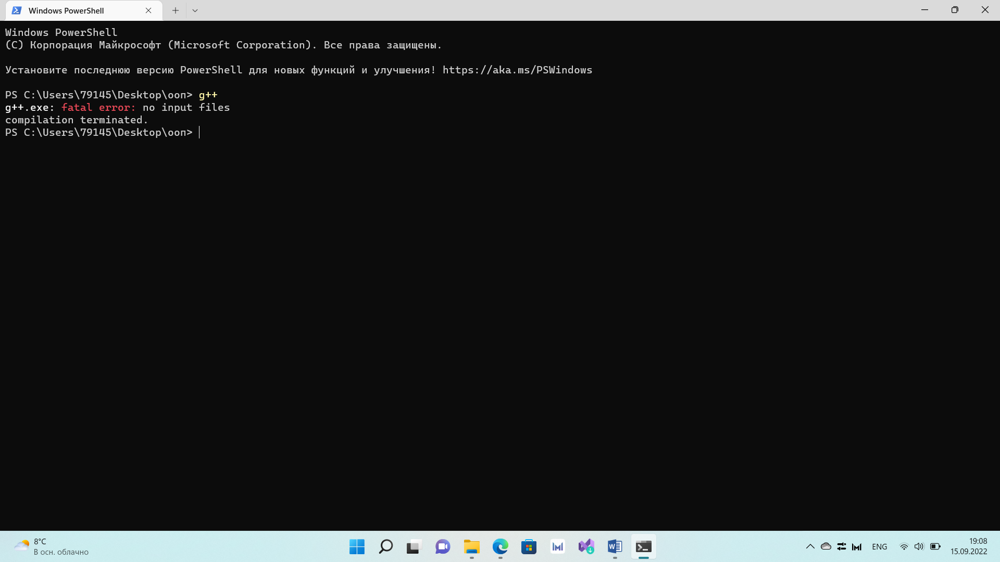 Windows PowerShell
Windows PowerShell
(C) Корпорация Майкрософт (Microsoft Corporation). Все права защищены.
Установите последнюю версию PowerShell для новых функций и улучшения! https://aka.ms/PSWindows
PS C:\Users\79145\Desktop\ооп> g++
g++.exe: fatal error: no input files
compilation terminated.
PS C:\Users\79145\Desktop\ооп>
8°C
В осн. облачно
ENG
19:08
15.09.2022